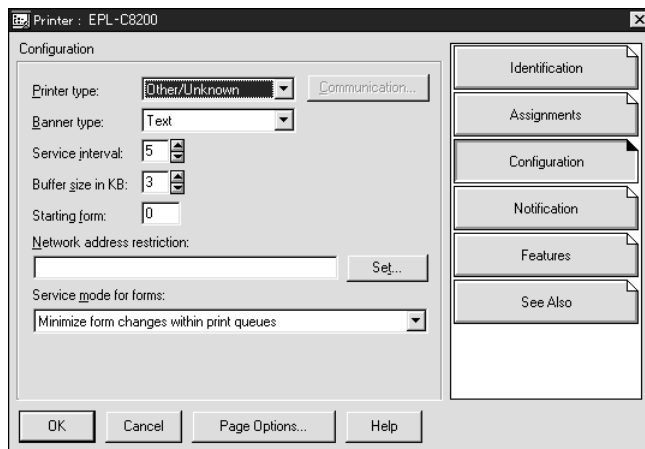 Printer : EPL-C8200
Configuration
Printer type: Other/Unknown Communication...
Banner type: Text
Service interval: 5
Buffer size in KB: 3
Starting form: 0
Network address restriction:
Set...
Service mode for forms:
Minimize form changes within print queues
OK Cancel Page Options... Help
Identification
Assignments
Configuration
Notification
Features
See Also